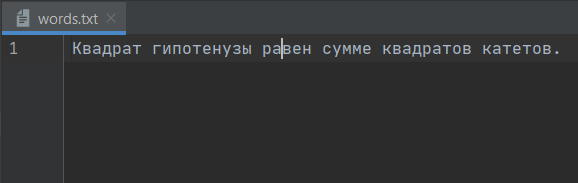 words.txt
1 Квадрат гипотенузы равен сумме квадратов катетов.